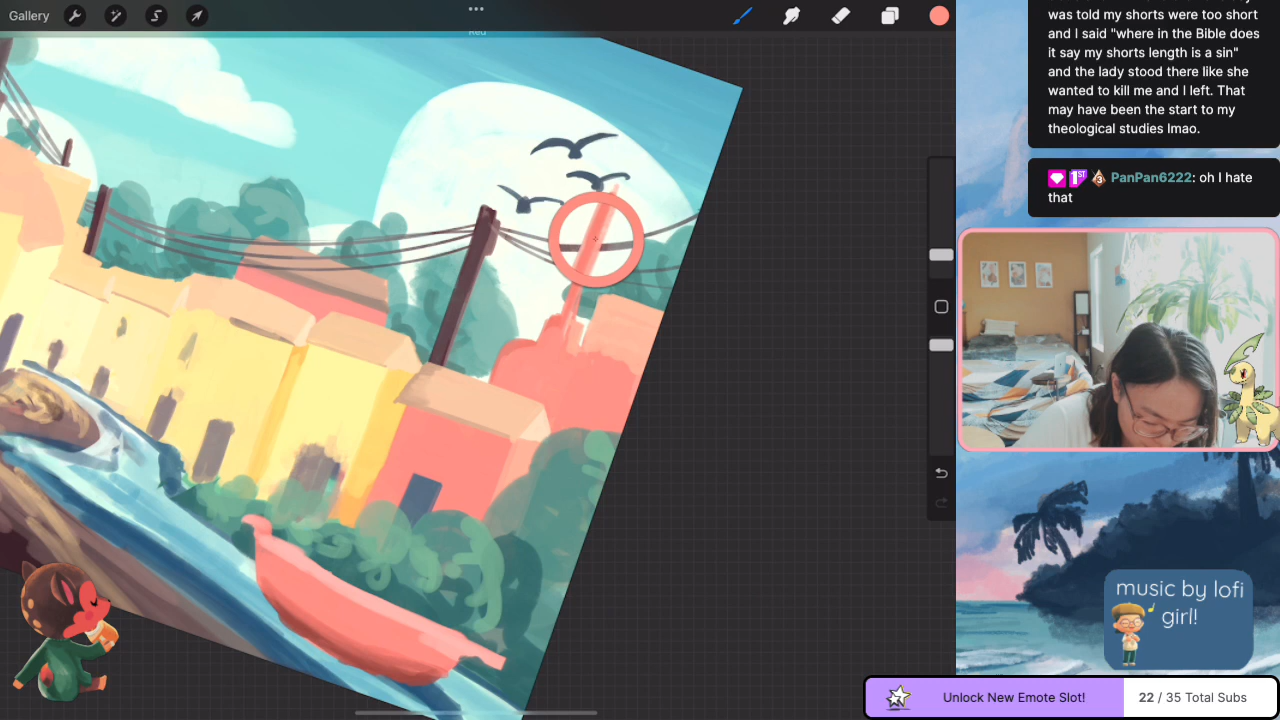 Gallery
Red
was told my shorts were too short
and I said "where in the Bible does
it say my shorts length is a sin"
and the lady stood there like she
wanted to kill me and I left. That
may have been the start to my
theological studies lmao.
1ST 3 PanPan6222: oh I hate
that
music by lofi
girl!
Unlock New Emote Slot! 22 / 35 Total Subs